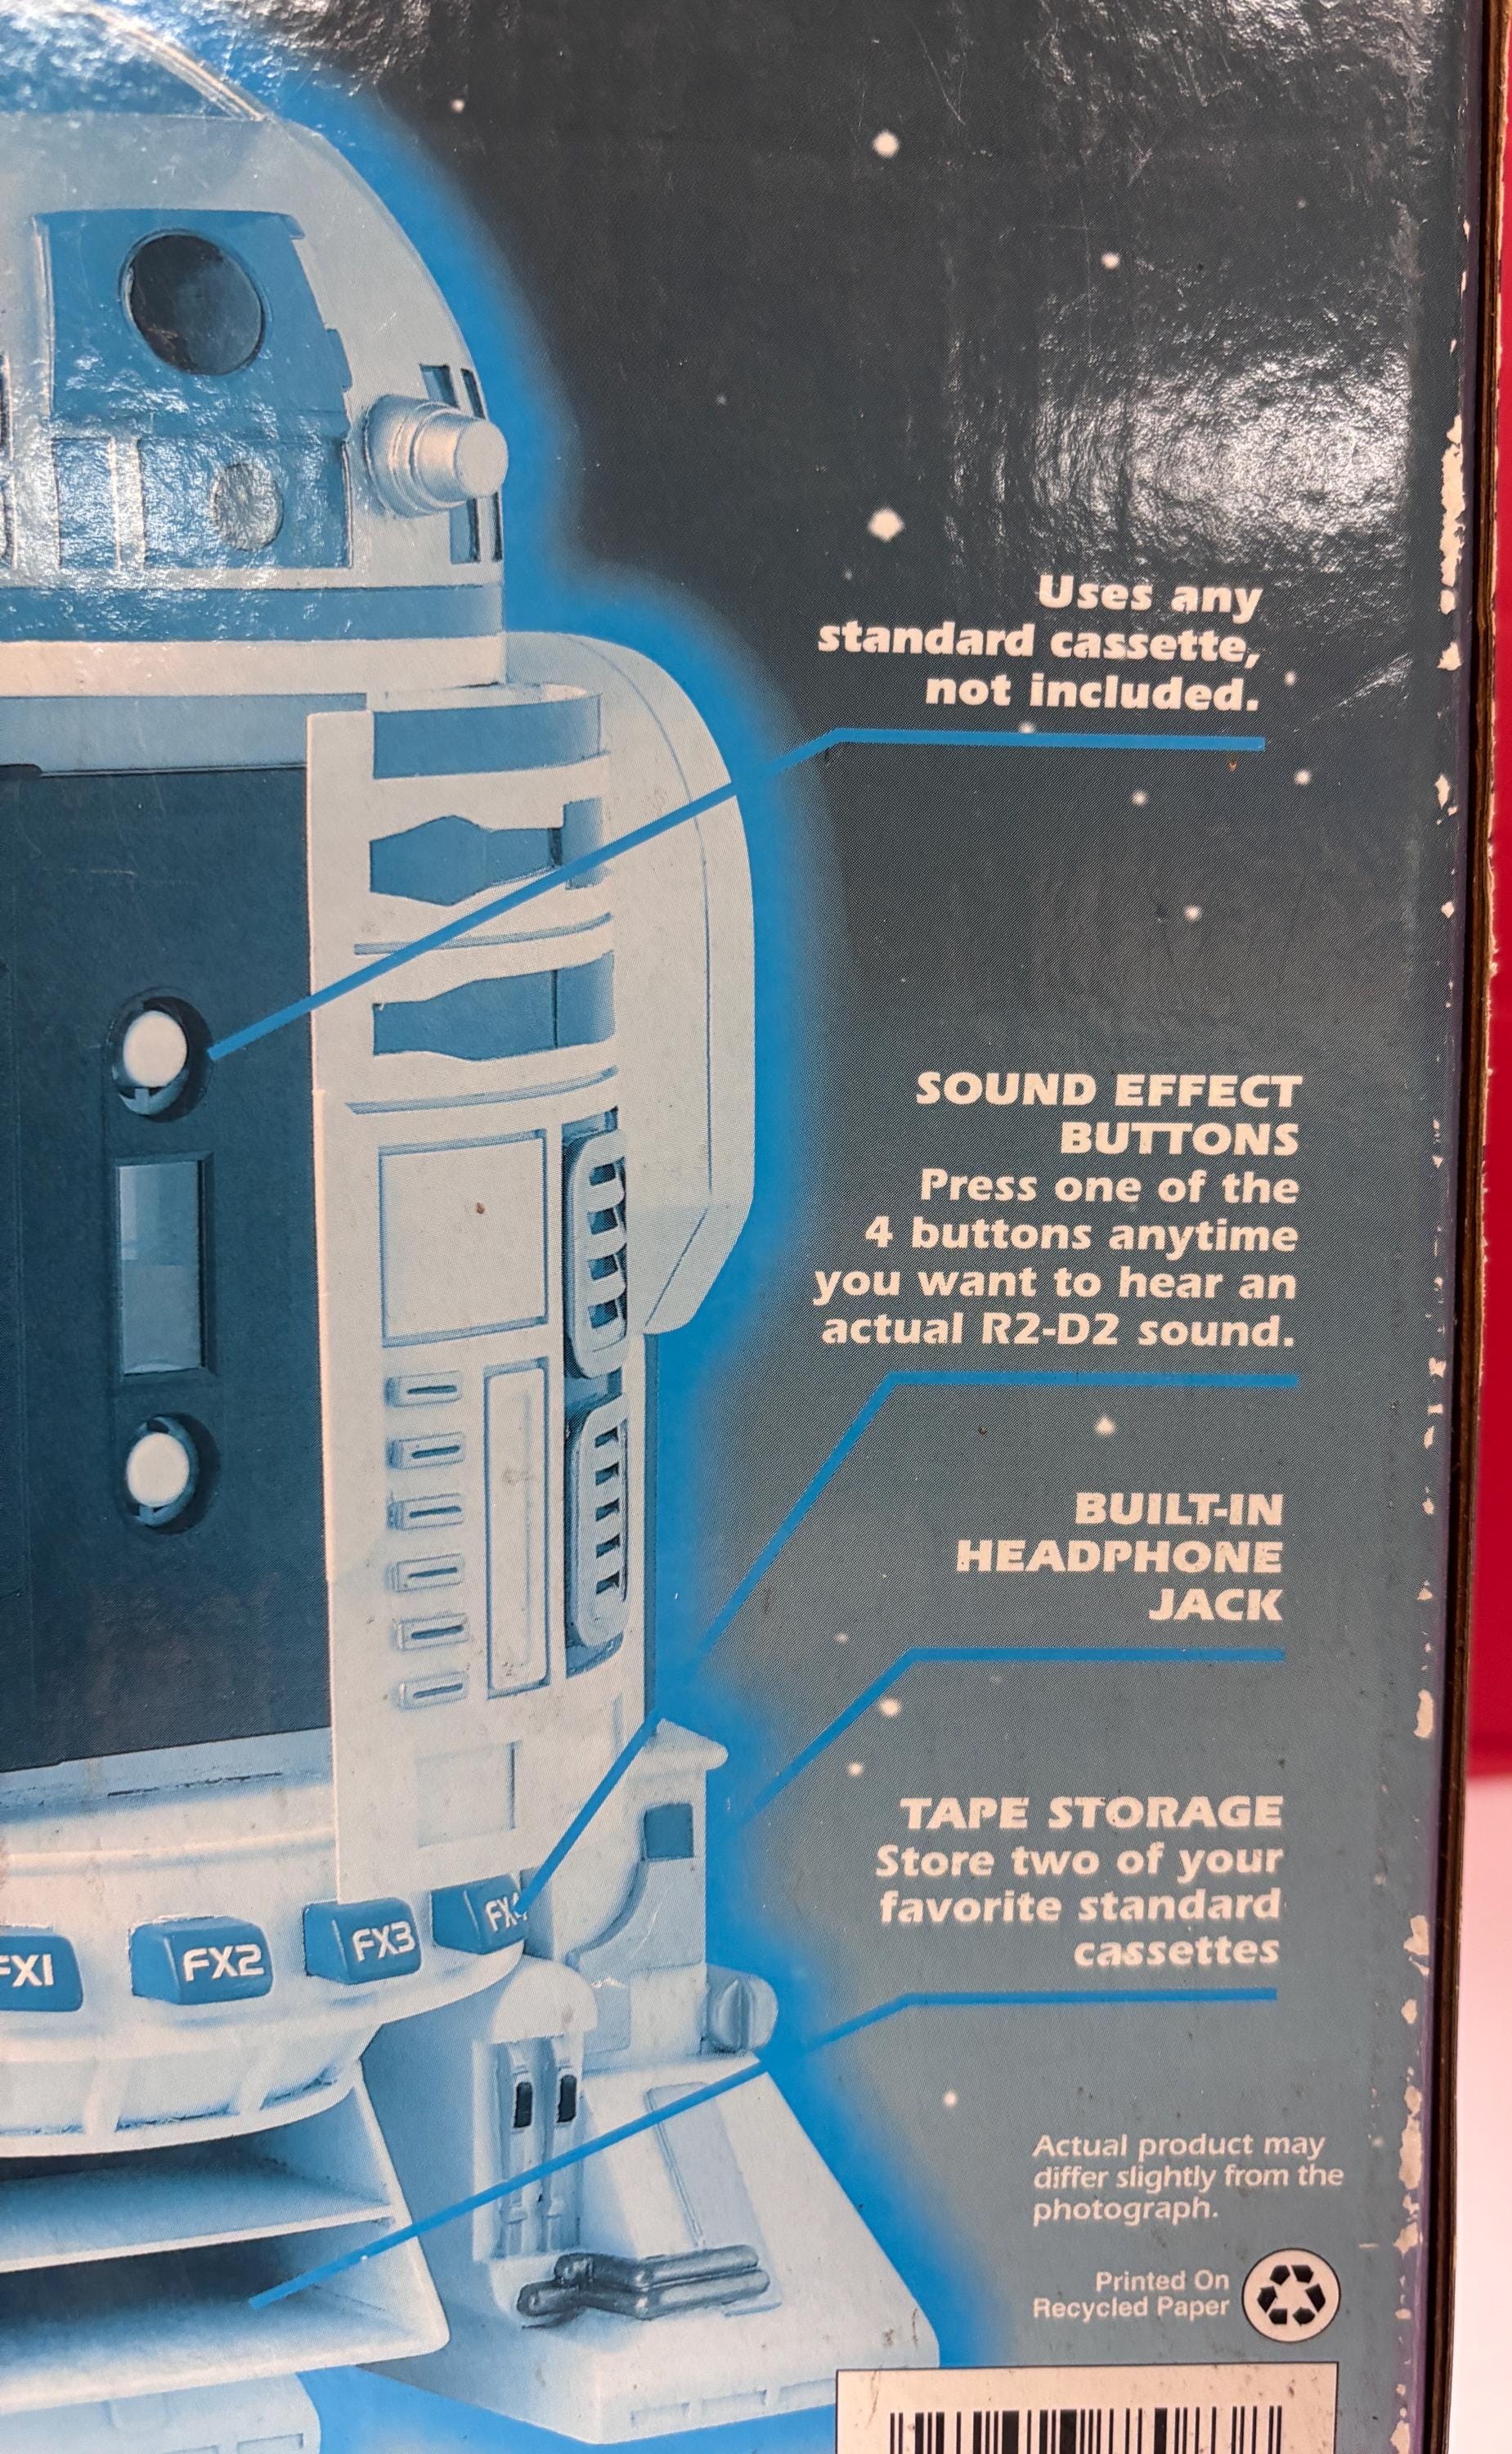 Uses any
standard cassette,
not included.
SOUND EFFECT
BUTTONS
Press one of the
4 buttons anytime
you want to hear an
actual R2-D2 sound.
BUILT-IN
HEADPHONE
JACK
TAPE STORAGE
Store two of your
favorite standard
cassettes
FX1
FX2
FX3
FX4
Actual product may
differ slightly from the
photograph.
Printed On
Recycled Paper